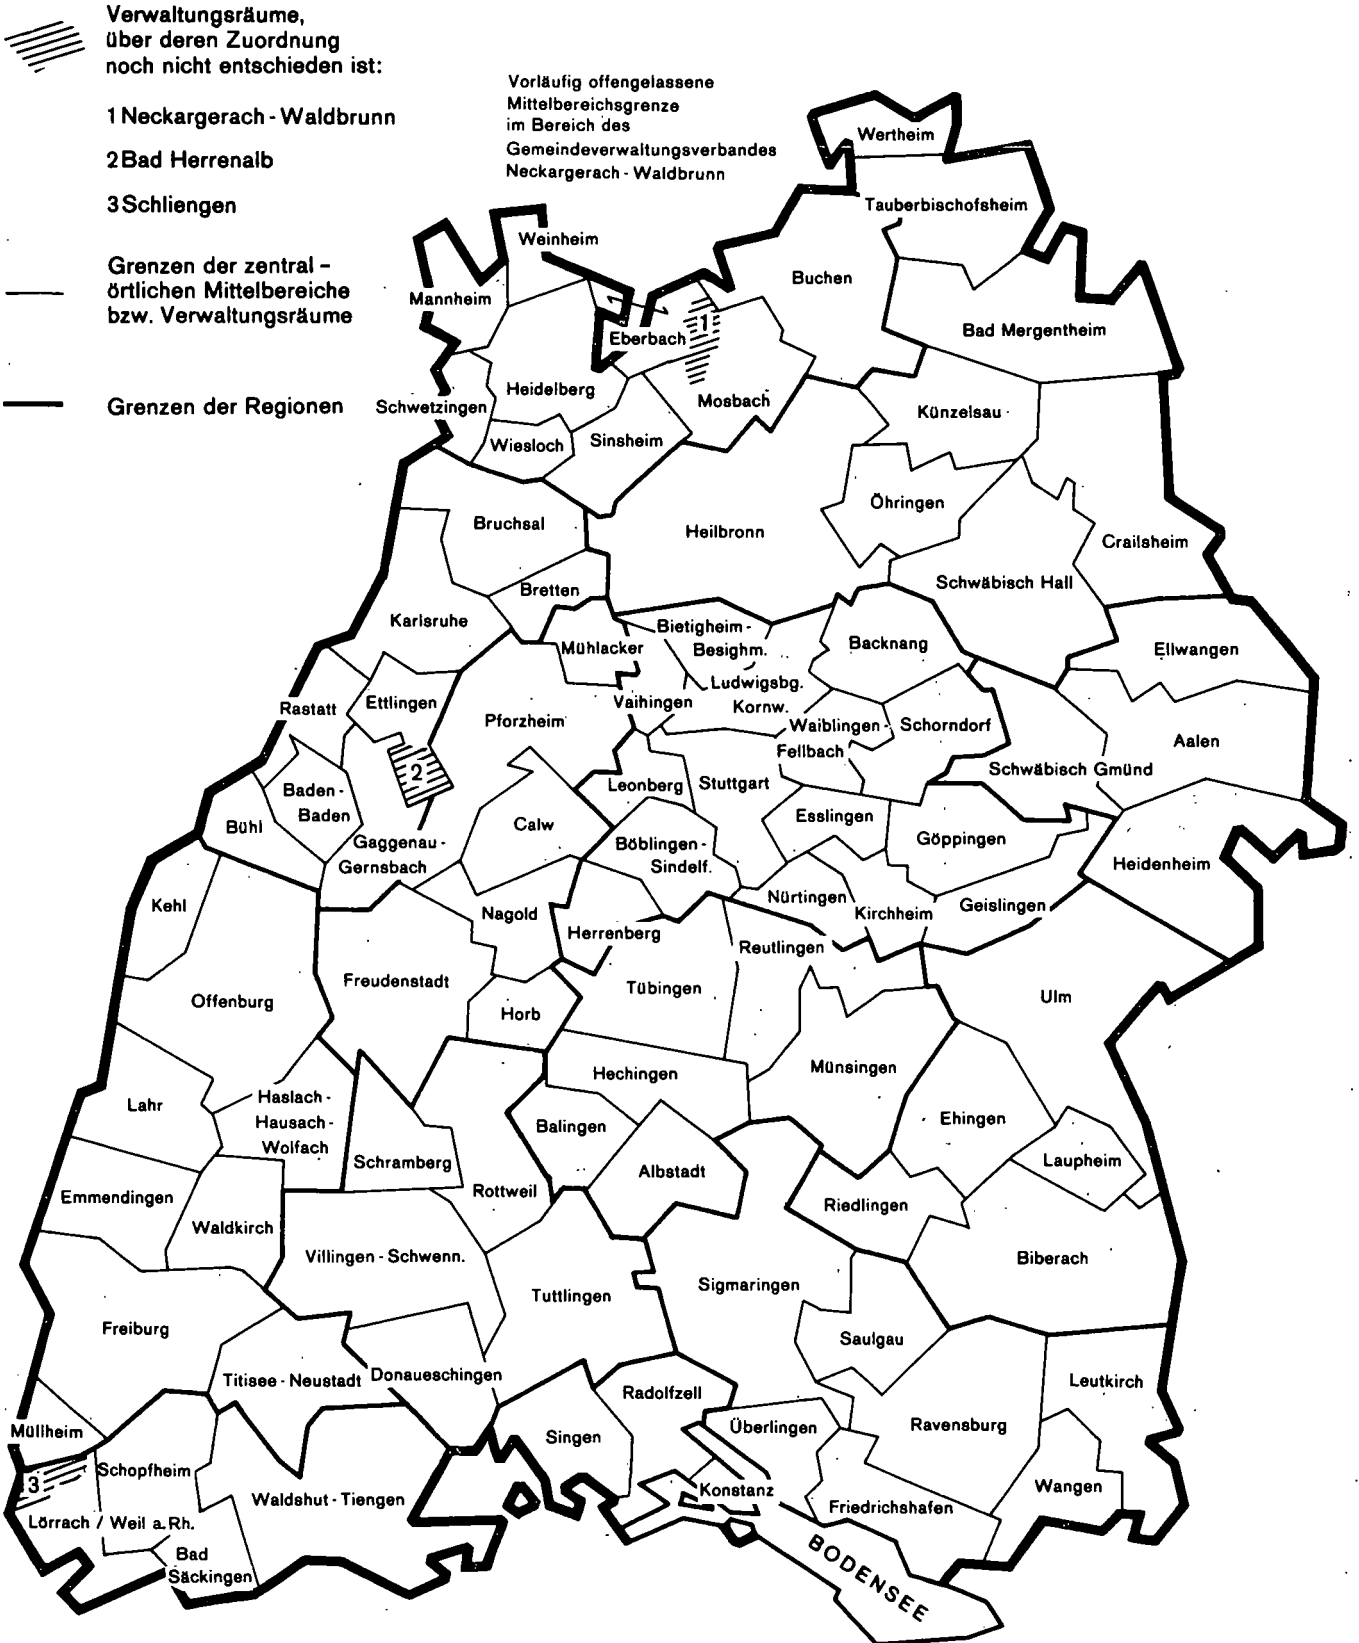 Verwaltungsräume,
über deren Zuordnung
noch nicht entschieden ist:
1 Neckargerach - Waldbrunn
2 Bad Herrenalb
3 Schliengen
Grenzen der zentral -
örtlichen Mittelbereiche
bzw. Verwaltungsräume
Grenzen der Regionen
Vorläufig offengelassene
Mittelbereichsgrenze
im Bereich des
Gemeindeverwaltungsverbandes
Neckargerach - Waldbrunn
Wertheim
Tauberbischofsheim
Weinheim
Buchen
Mannheim
1
Bad Mergentheim
Eberbach
Heidelberg
Mosbach
Schwetzingen
Künzelsau
Wiesloch
Sinsheim
Öhringen
Bruchsal
Heilbronn
Crailsheim
Schwäbisch Hall
Bretten
Karlsruhe
Bietigheim -
Besighm.
Mühlacker
Backnang
Ellwangen
Ludwigsbg.
Kornw.
Vaihingen
Ettlingen
Rastatt
Pforzheim
Waiblingen -
Fellbach
Schorndorf
Aalen
2
Schwäbisch Gmünd
Baden -
Baden
Leonberg
Stuttgart
Esslingen
Bühl
Calw
Göppingen
Gaggenau -
Gernsbach
Böblingen -
Sindelf.
Heidenheim
Kehl
Nagold
Nürtingen
Kirchheim
Geislingen
Herrenberg
Reutlingen
Freudenstadt
Tübingen
Ulm
Offenburg
Horb
Hechingen
Münsingen
Lahr
Haslach -
Hausach -
Wolfach
Balingen
Ehingen
Schramberg
Albstadt
Laupheim
Emmendingen
Rottweil
Riedlingen
Waldkirch
Villingen - Schwenn.
Biberach
Sigmaringen
Tuttlingen
Freiburg
Saulgau
Titisee - Neustadt
Donaueschingen
Leutkirch
Radolfzell
Müllheim
Überlingen
Ravensburg
Singen
Schopfheim
3
Konstanz
Wangen
Waldshut - Tiengen
Friedrichshafen
Lörrach / Weil a. Rh.
Bad
Säckingen
BODENSEE